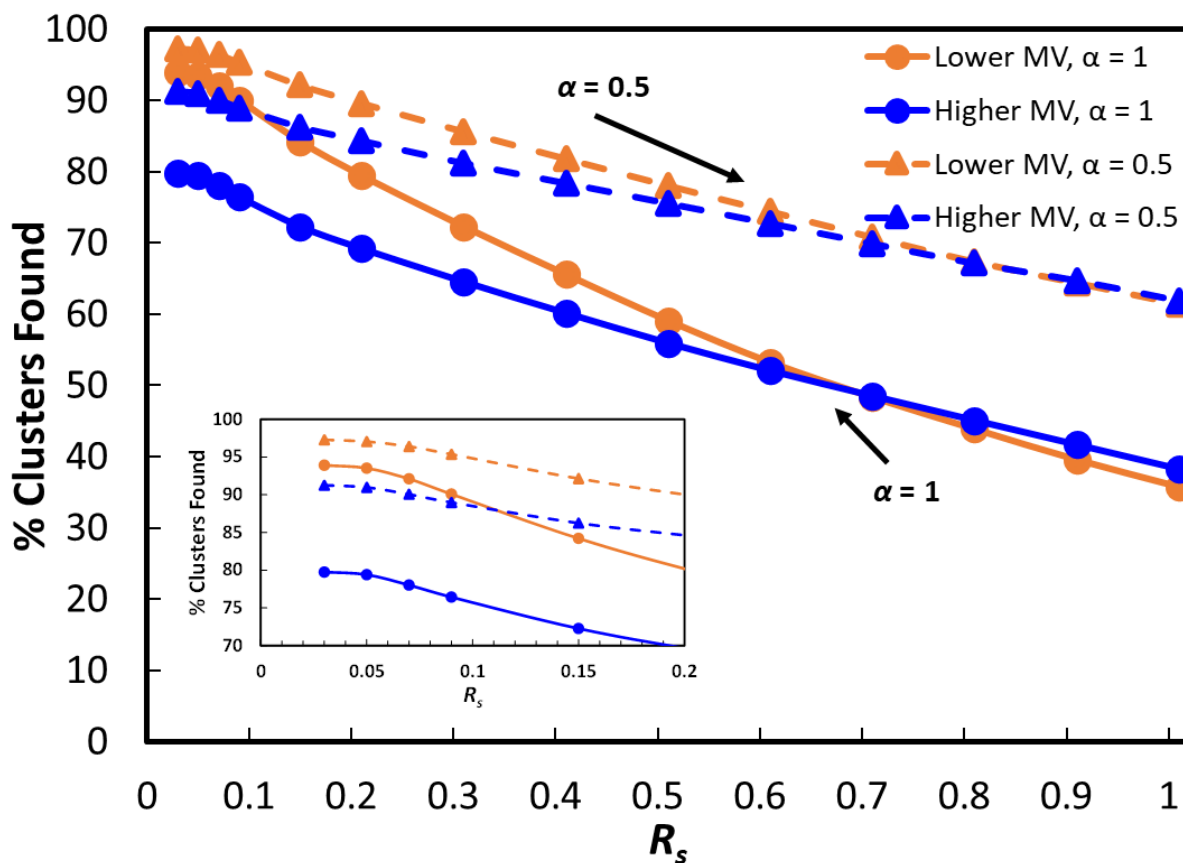 100
90
80
70
60
50
40
30
20
10
0
% Clusters Found
Lower MV, α = 1
Higher MV, α = 1
Lower MV, α = 0.5
Higher MV, α = 0.5
α = 0.5
α = 1
100
95
90
85
80
75
70
% Clusters Found
0 0.05 0.1 0.15 0.2
Rₛ
0 0.1 0.2 0.3 0.4 0.5 0.6 0.7 0.8 0.9 1
Rₛ